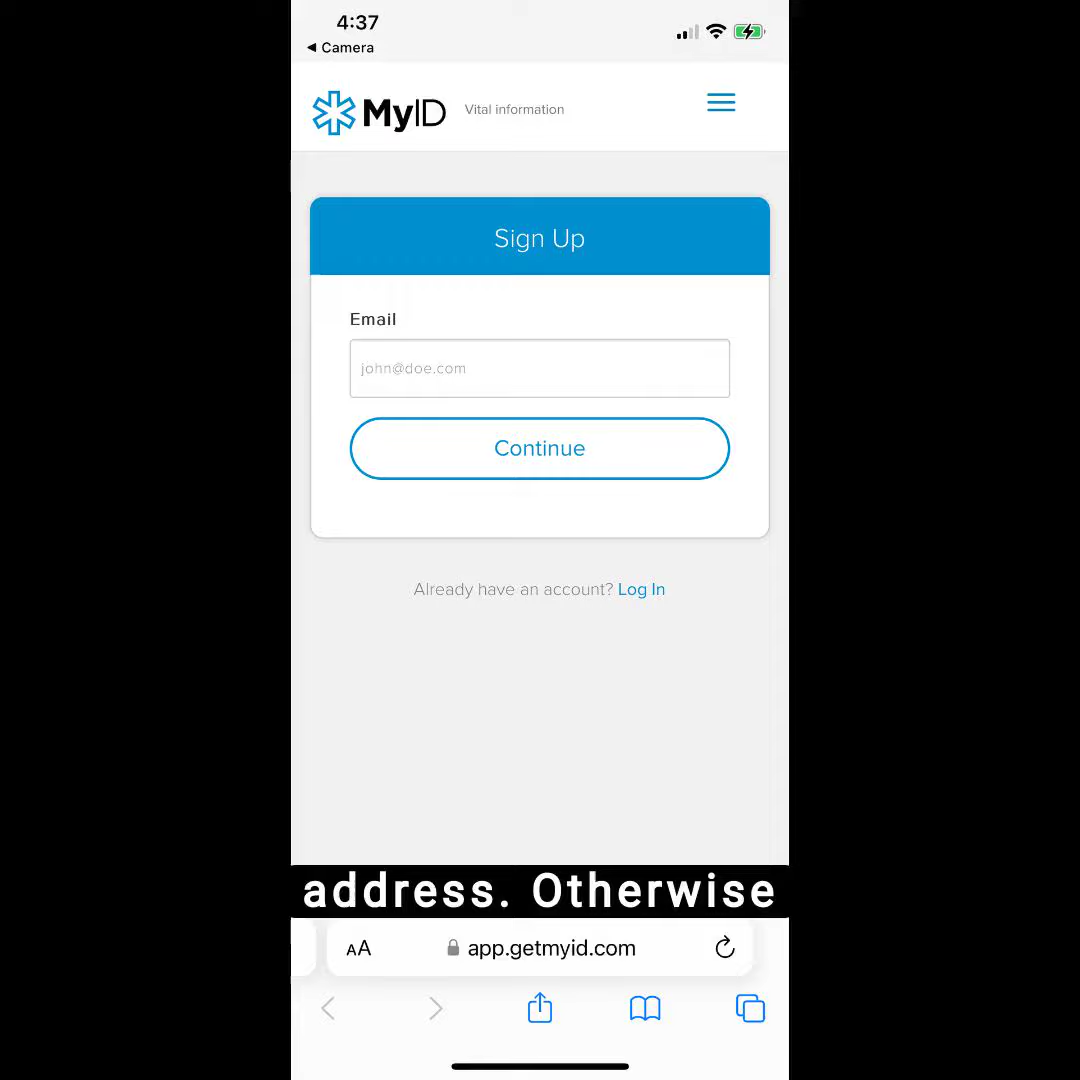 4:37
◀ Camera
MyID Vital information
Sign Up
Email
john@doe.com
Continue
Already have an account? Log In
address. Otherwise
AA app.getmyid.com